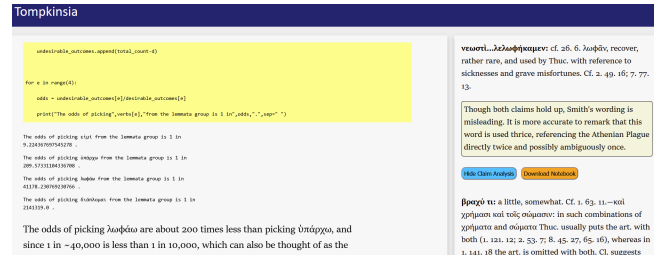 Tompkinsia
undesirable_outcomes.append(total_count-d)
for e in range(4):
odds = undesirable_outcomes[e]/desirable_outcomes[e]
print("The odds of picking",verbs[e],"from the lemmata group is 1 in",odds,".",sep=" ")
The odds of picking εἰμί from the lemmata group is 1 in
9.224367697545278 .
The odds of picking ὑπάρχω from the lemmata group is 1 in
209.57331104336708 .
The odds of picking λωφάω from the lemmata group is 1 in
41178.230769230766 .
The odds of picking διάπλοραι from the lemmata group is 1 in
2141319.0 .
The odds of picking λωφάω are about 200 times less than picking ὑπάρχω, and
since 1 in ~40,000 is less than 1 in 10,000, which can also be thought of as the
νεωστὶ...λελωφήκαμεν: cf. 26. 6. λωφᾶν, recover,
rather rare, and used by Thuc. with reference to
sicknesses and grave misfortunes. Cf. 2. 49. 16; 7. 77.
13.
Though both claims hold up, Smith's wording is
misleading. It is more accurate to remark that this
word is used thrice, referencing the Athenian Plague
directly twice and possibly ambiguously once.
Hide Claim Analysis Download Notebook
βραχύ τι: a little, somewhat. Cf. 1. 63. 11.—καὶ
χρήμασι καὶ τοῖς σώμασιν: in such combinations of
χρήματα and σώματα Thuc. usually puts the art. with
both (1. 121. 12; 2. 53. 7; 8. 45. 27, 65. 16), whereas in
1. 141. 18 the art. is omitted with both. Cl. suggests